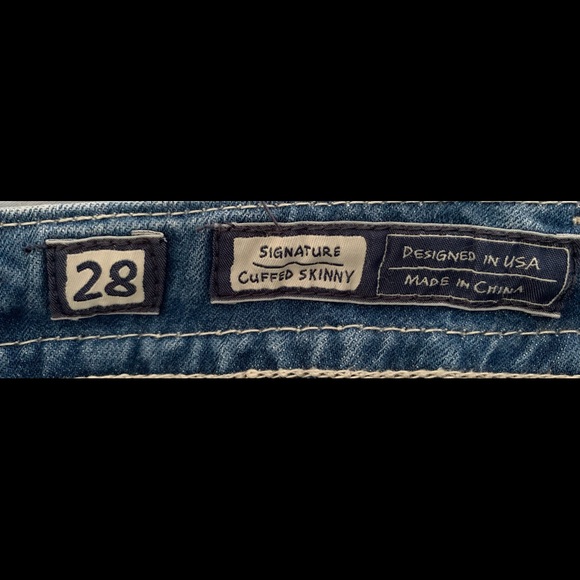 28
SIGNATURE
CUFFED SKINNY
DESIGNED IN USA
MADE IN CHINA